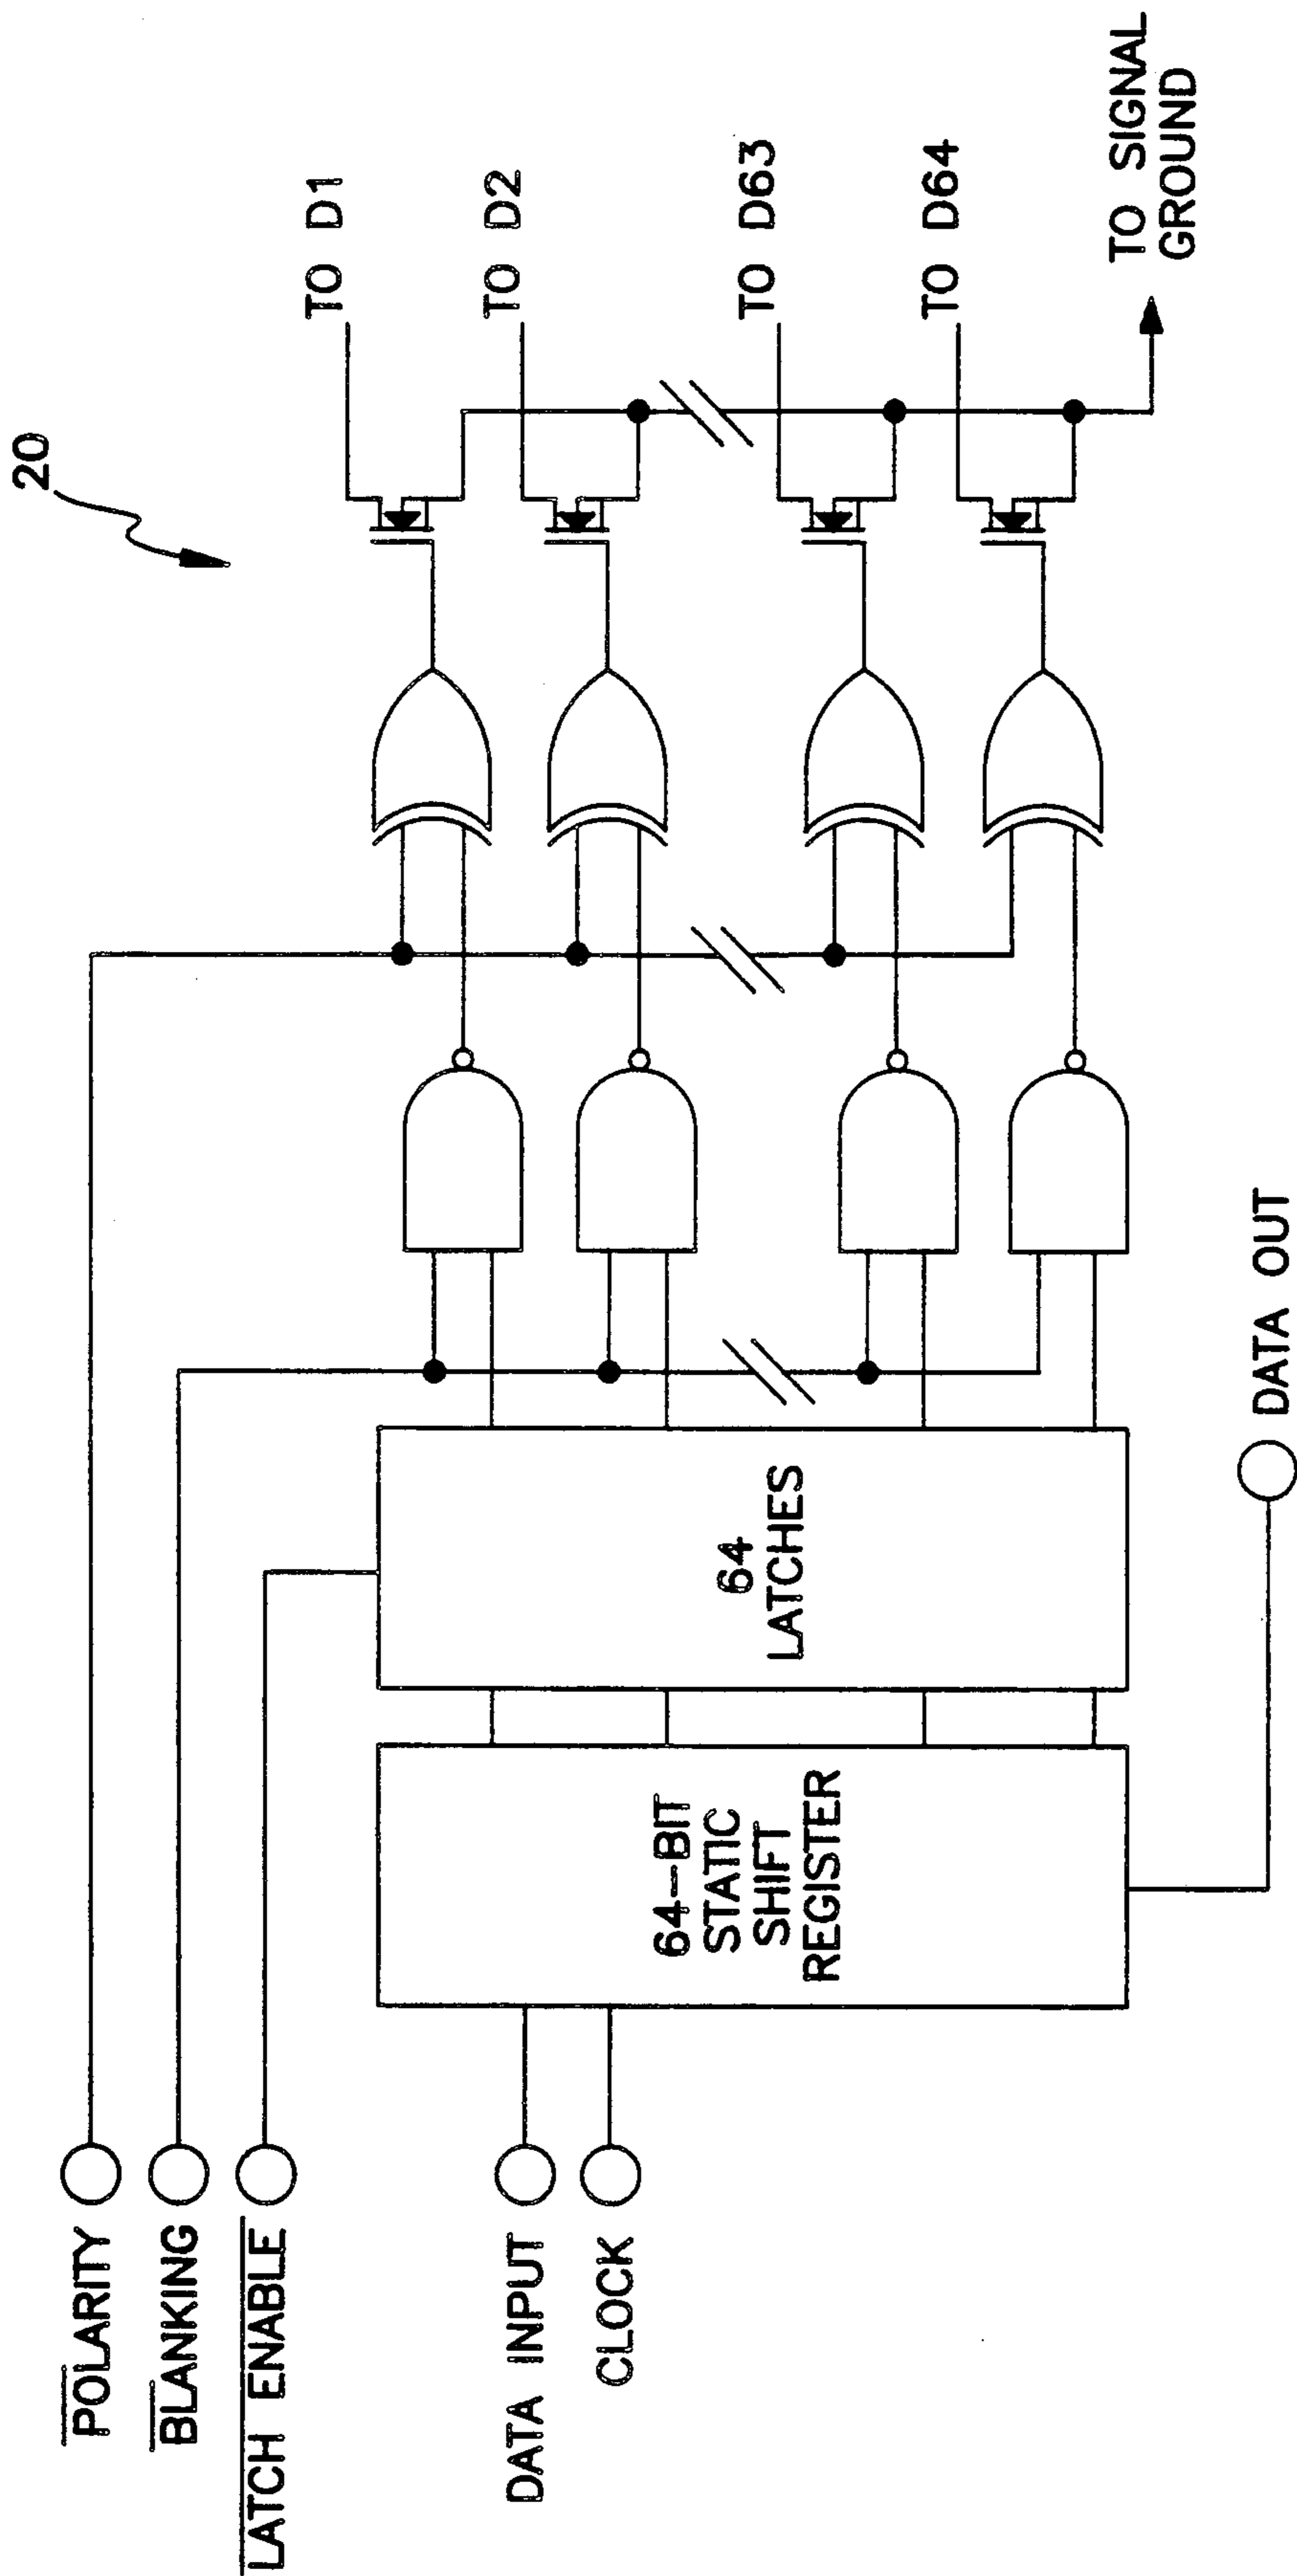 20
POLARITY
BLANKING
LATCH ENABLE
DATA INPUT
CLOCK
64-BIT
STATIC
SHIFT
REGISTER
64
LATCHES
TO D1
TO D2
TO D63
TO D64
TO SIGNAL
GROUND
DATA OUT